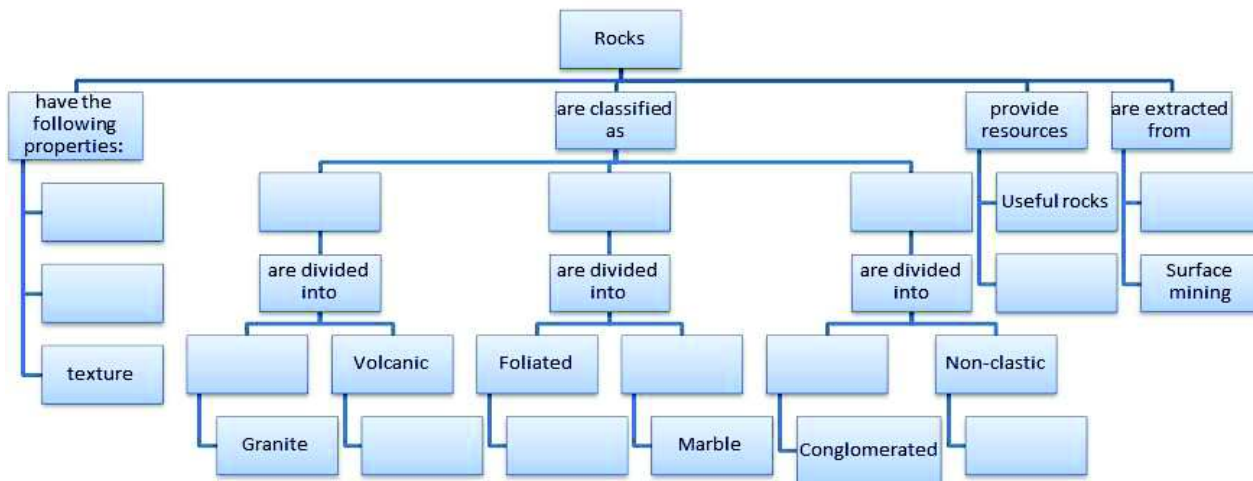 Rocks
have the
following
properties:
are classified
as
provide
resources
are extracted
from
Useful rocks
are divided
into
are divided
into
are divided
into
Surface
mining
texture
Volcanic
Foliated
Non-clastic
Granite
Marble
Conglomerated